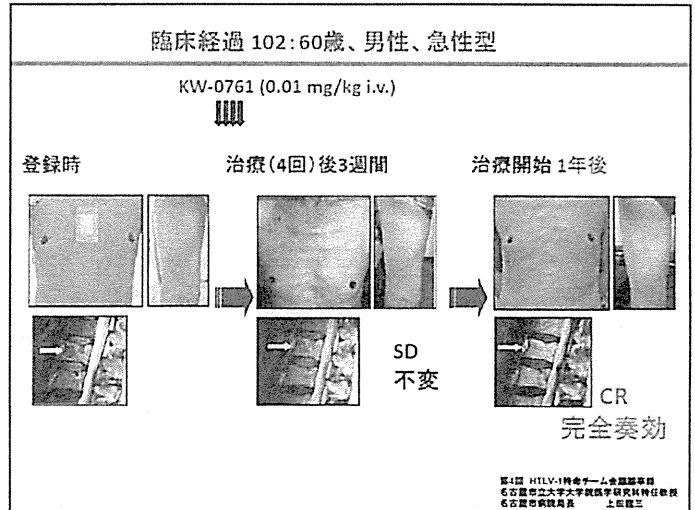 臨床経過 102:60歳、男性、急性型
KW-0761 (0.01 mg/kg i.v.)
登録時
治療(4回)後3週間
治療開始 1年後
SD
不変
CR
完全奏効
第4回 HTLV-1特命チーム会議議事録
名古屋市立大学大学院医学研究科特任教授
名古屋市病院局長 上田龍三